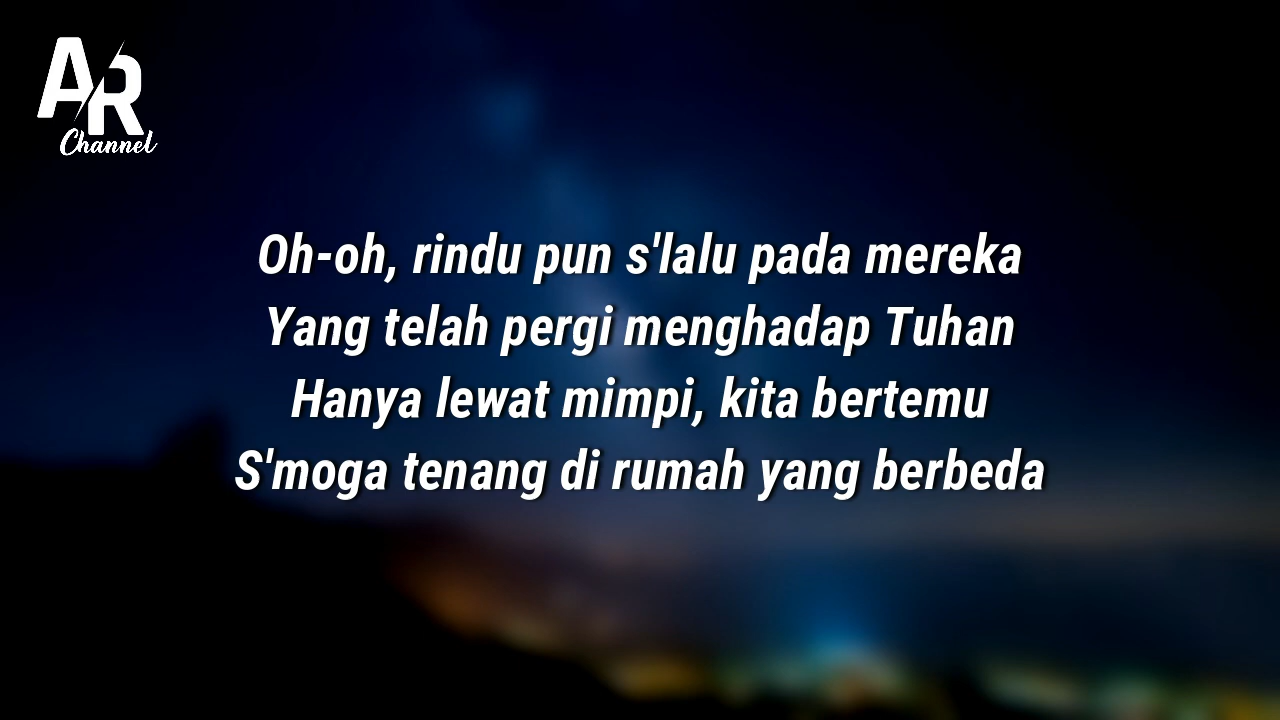 AR
Channel
Oh-oh, rindu pun s'lalu pada mereka
Yang telah pergi menghadap Tuhan
Hanya lewat mimpi, kita bertemu
S'moga tenang di rumah yang berbeda